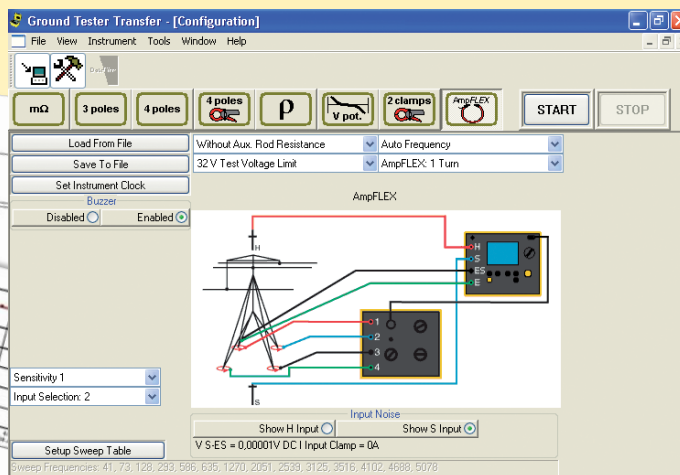 Ground Tester Transfer - [Configuration]
File View Instrument Tools Window Help
mΩ
3 poles
4 poles
4 poles
ρ
V pot.
2 clamps
AmpFLEX
START
STOP
Load From File
Without Aux. Rod Resistance
Auto Frequency
Save To File
32 V Test Voltage Limit
AmpFLEX: 1 Turn
Set Instrument Clock
Buzzer
Disabled
Enabled
AmpFLEX
H
H
S
ES
E
1
2
3
4
S
Sensitivity 1
Input Selection: 2
Input Noise
Show H Input
Show S Input
V S-ES = 0,00001V DC I Input Clamp = 0A
Setup Sweep Table
Sweep Frequencies: 41, 73, 128, 293, 586, 635, 1270, 2051, 2539, 3125, 3516, 4102, 4688, 5078